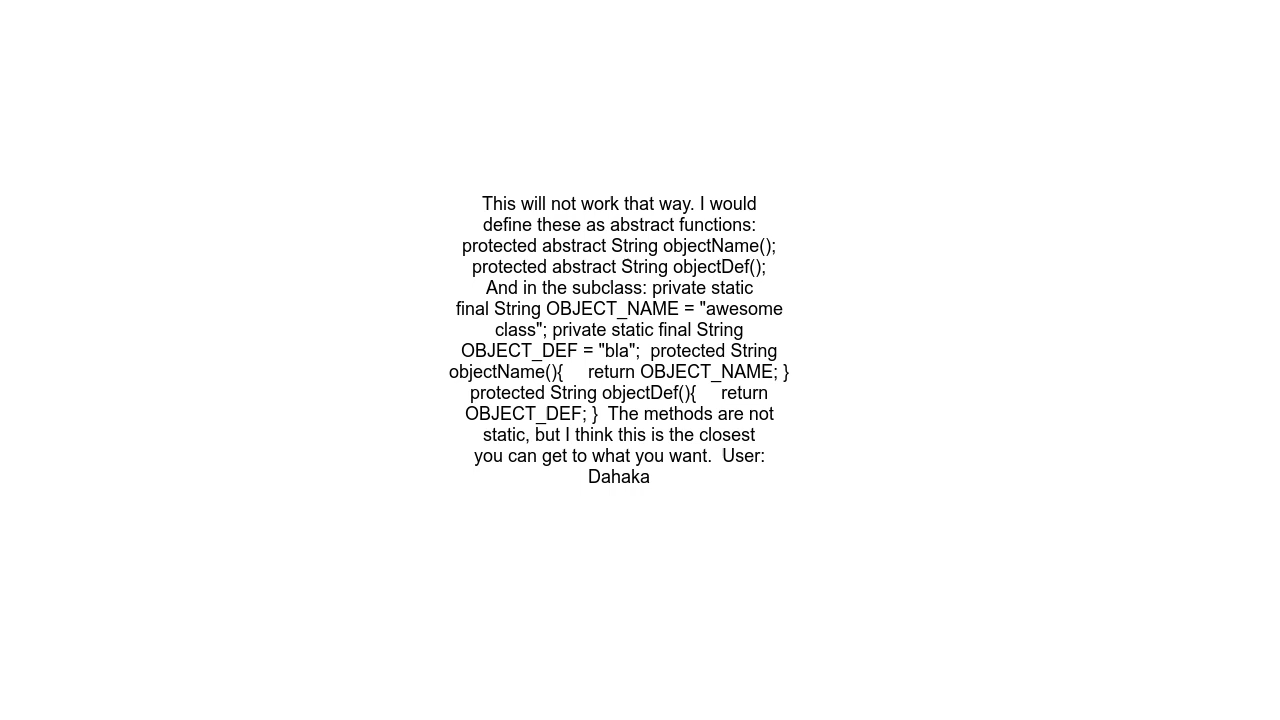 This will not work that way. I would
define these as abstract functions:
protected abstract String objectName();
protected abstract String objectDef();
And in the subclass: private static
final String OBJECT_NAME = "awesome
class"; private static final String
OBJECT_DEF = "bla";  protected String
objectName(){     return OBJECT_NAME; }
protected String objectDef(){     return
OBJECT_DEF; }  The methods are not
static, but I think this is the closest
you can get to what you want.  User:
Dahaka